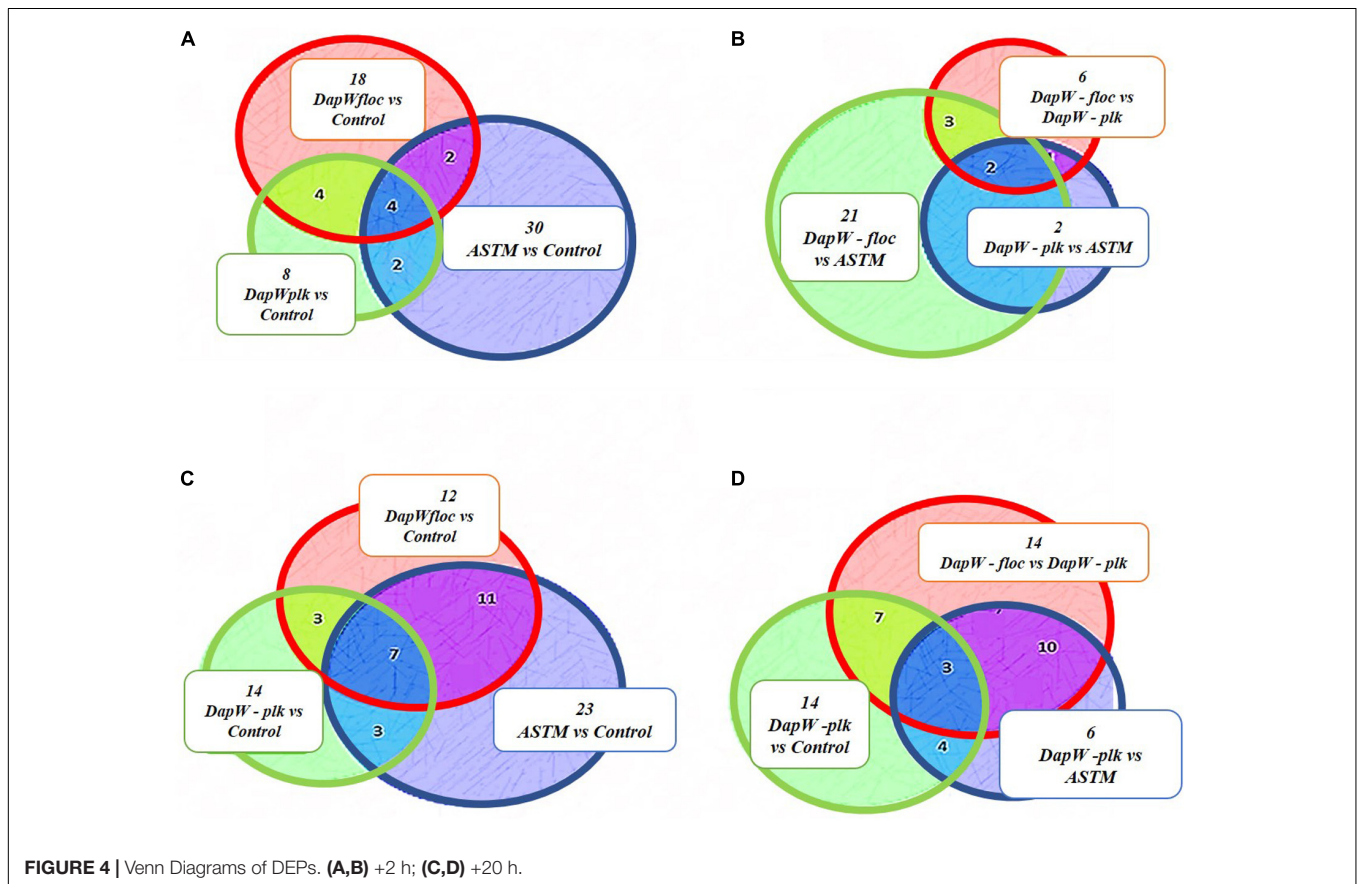 A
18
DapWfloc vs
Control
2
4
4
30
ASTM vs Control
2
8
DapWplk vs
Control
B
6
DapW - floc vs
DapW - plk
3
2
21
DapW - floc
vs ASTM
2
DapW - plk vs ASTM
C
12
DapWfloc vs
Control
11
3
7
14
DapW - plk vs
Control
23
ASTM vs Control
3
D
14
DapW - floc vs DapW - plk
7
10
3
14
DapW -plk
vs Control
6
DapW -plk vs
ASTM
4
FIGURE 4 | Venn Diagrams of DEPs. (A,B) +2 h; (C,D) +20 h.